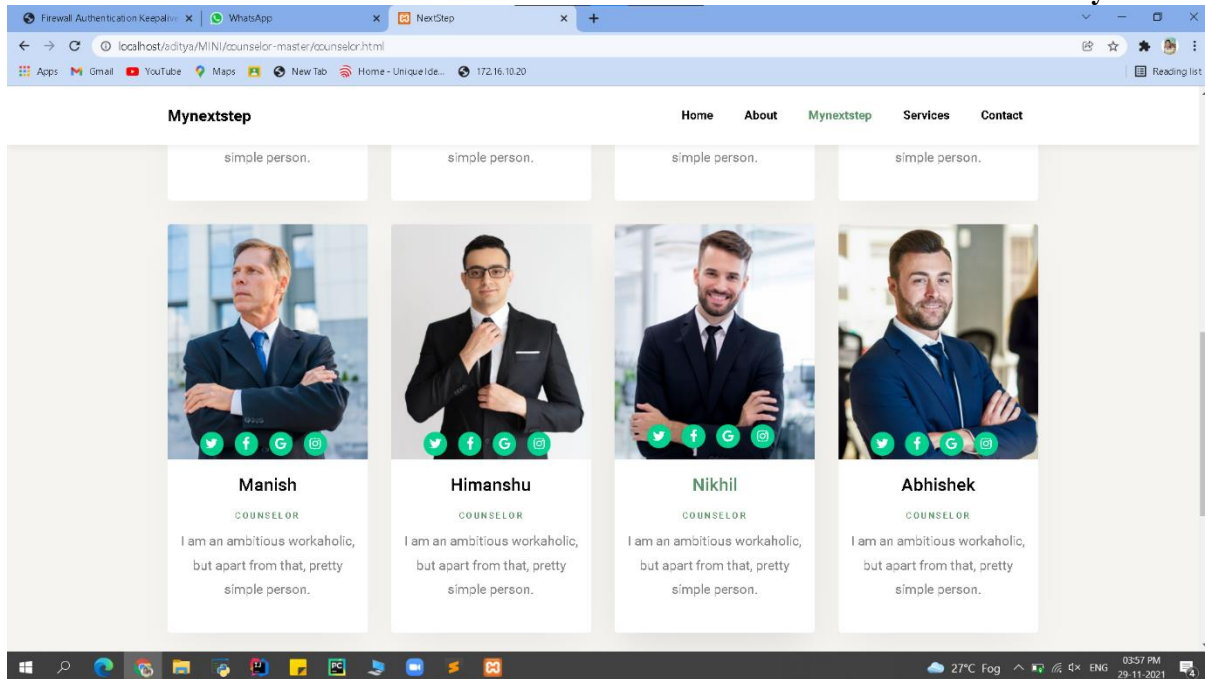 Firewall Authentication Keepalive
WhatsApp
NextStep
localhost/aditya/MINI/counselor-master/counselor.html
Apps
Gmail
YouTube
Maps
New Tab
Home - Unique Ide...
172.16.10.20
Reading list
Mynextstep
Home
About
Mynextstep
Services
Contact
simple person.
simple person.
simple person.
simple person.
Manish
COUNSELOR
I am an ambitious workaholic,
but apart from that, pretty
simple person.
Himanshu
COUNSELOR
I am an ambitious workaholic,
but apart from that, pretty
simple person.
Nikhil
COUNSELOR
I am an ambitious workaholic,
but apart from that, pretty
simple person.
Abhishek
COUNSELOR
I am an ambitious workaholic,
but apart from that, pretty
simple person.
27°C Fog
ENG
03:57 PM
29-11-2021